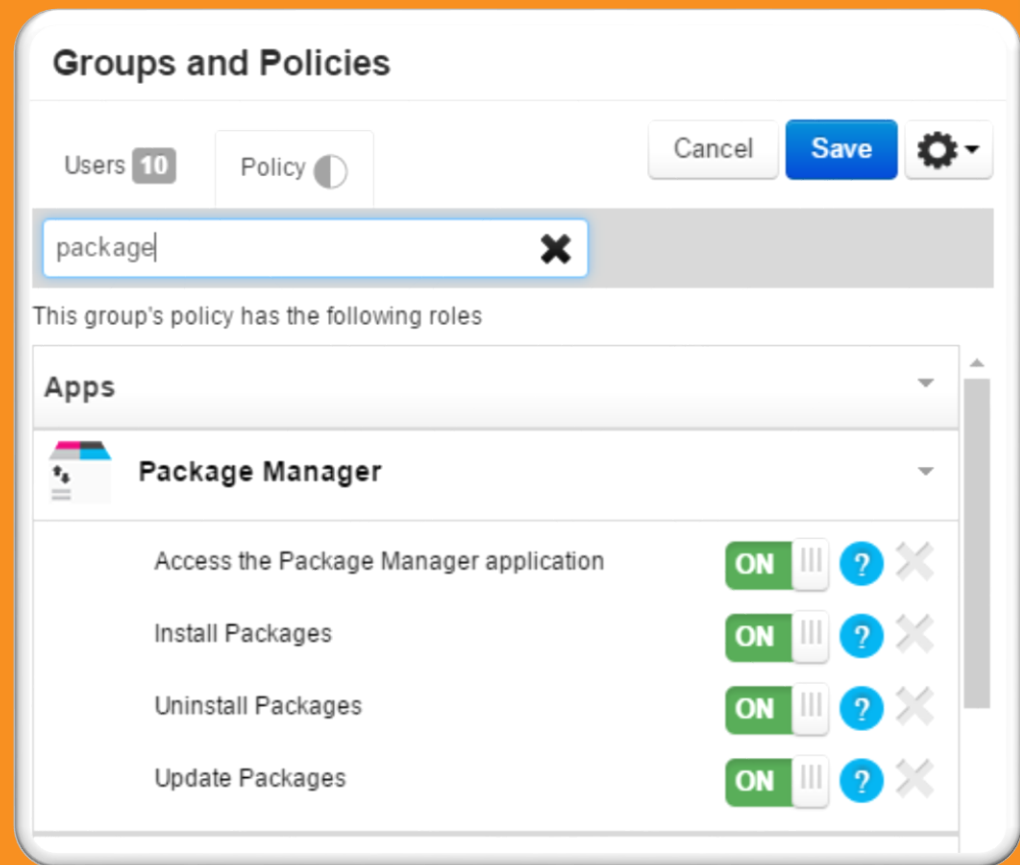 Groups and Policies
Users 10 Policy Cancel Save
package
This group's policy has the following roles
Apps
Package Manager
Access the Package Manager application ON ?
Install Packages ON ?
Uninstall Packages ON ?
Update Packages ON ?